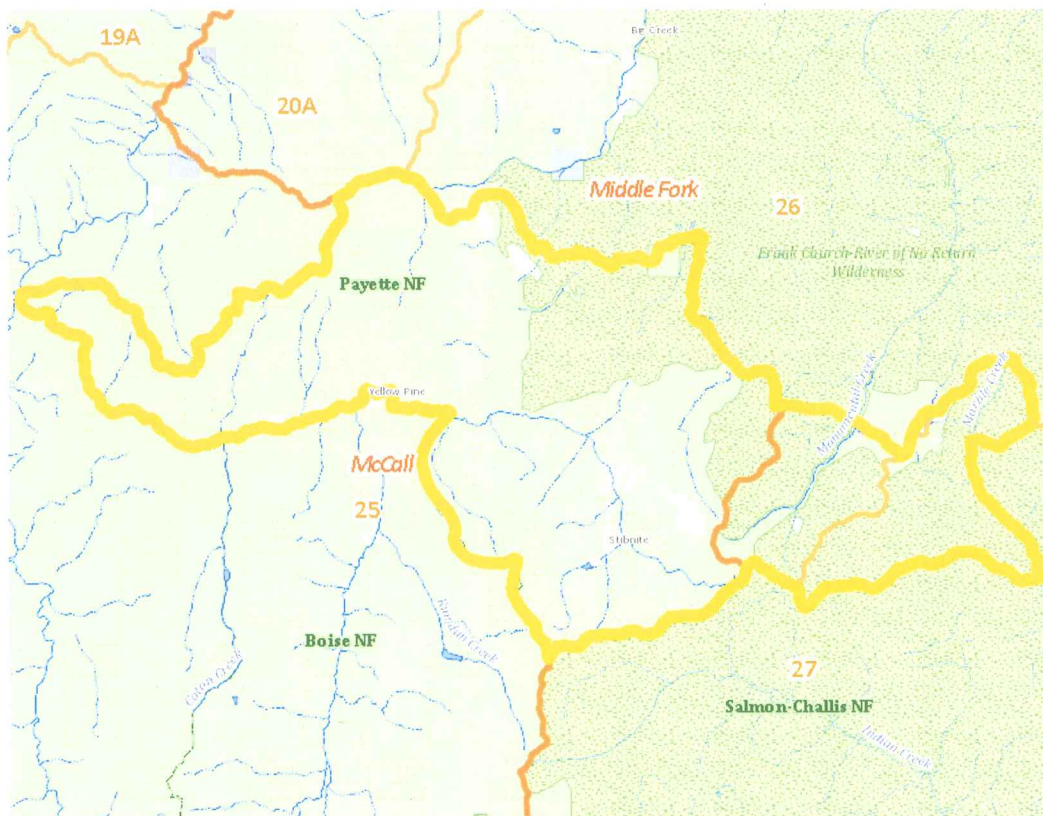 19A
Big Creek
20A
Middle Fork
26
Frank Church-River of No Return
Wilderness
Payette NF
Marble Creek
Yellow Pine
Monumental Creek
McCall
25
Stibnite
Boise NF
27
Salmon-Challis NF
Indian Creek